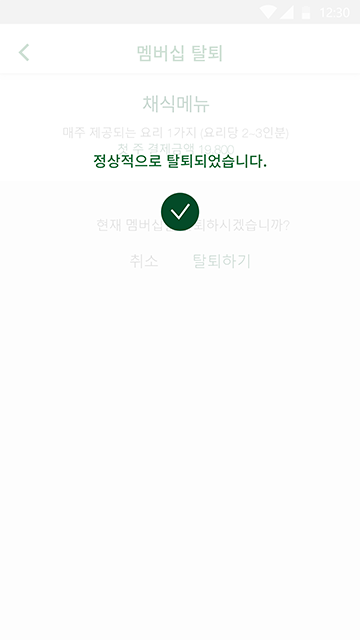 12:30
멤버십 탈퇴
채식메뉴
매주 제공되는 요리 1가지 (요리당 2~3인분)
첫 주 결제금액 19,800
정상적으로 탈퇴되었습니다.
현재 멤버십 퇴하시겠습니까?
취소 탈퇴하기